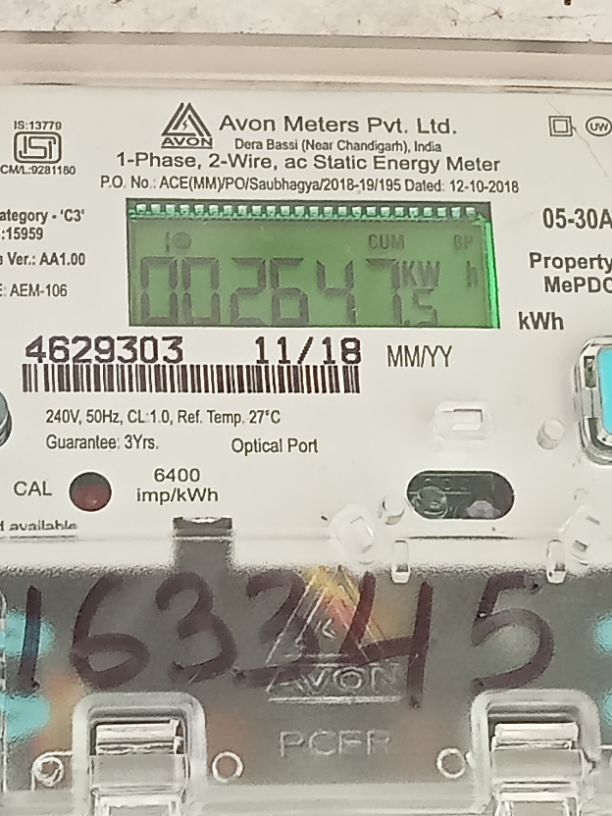 IS:13779
ISI
CM/L:9281180
AVON
Avon Meters Pvt. Ltd.
Dera Bassi (Near Chandigarh), India
1-Phase, 2-Wire, ac Static Energy Meter
P.O. No.: ACE(MM)/PO/Saubhagya/2018-19/195 Dated: 12-10-2018
UW
ategory - 'C3'
:15959
Ver.: AA1.00
E: AEM-106
CUM BP
002647.5 KW h
05-30A
Property
MePDC
kWh
4629303 11/18 MM/YY
240V, 50Hz, CL:1.0, Ref. Temp. 27°C
Guarantee: 3Yrs. Optical Port
CAL
6400
imp/kWh
available
163345
AVON